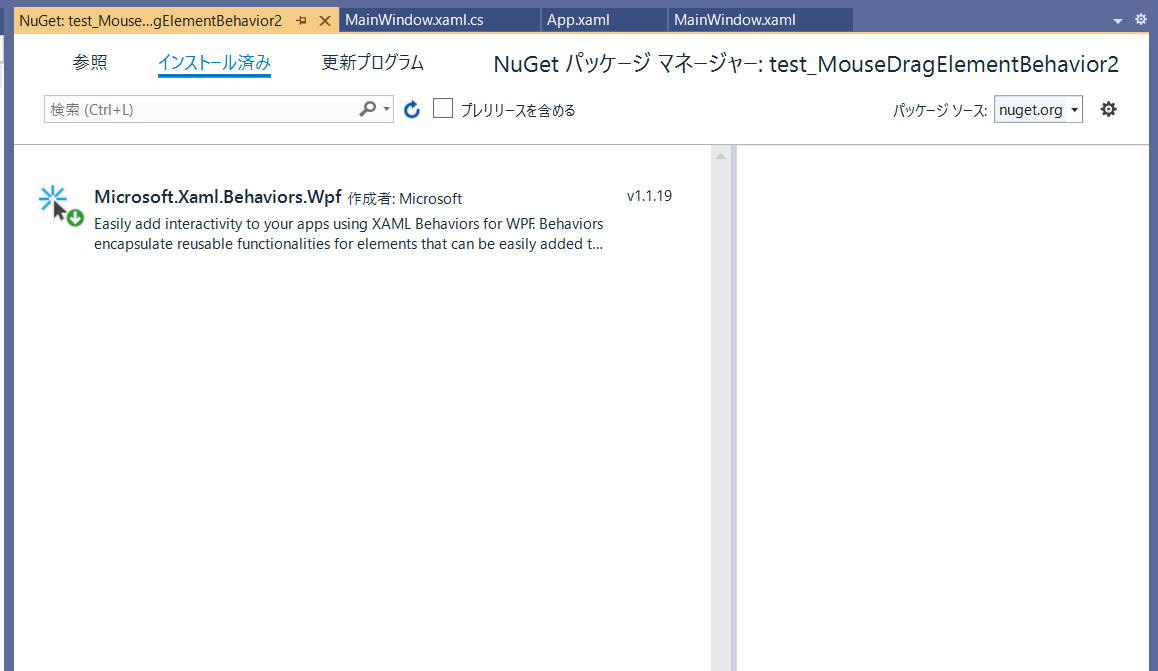 NuGet: test_Mouse...gElementBehavior2 MainWindow.xaml.cs App.xaml MainWindow.xaml
参照 インストール済み 更新プログラム NuGet パッケージ マネージャー: test_MouseDragElementBehavior2
検索 (Ctrl+L) プレリリースを含める パッケージ ソース: nuget.org
Microsoft.Xaml.Behaviors.Wpf 作成者: Microsoft v1.1.19
Easily add interactivity to your apps using XAML Behaviors for WPF. Behaviors
encapsulate reusable functionalities for elements that can be easily added t...